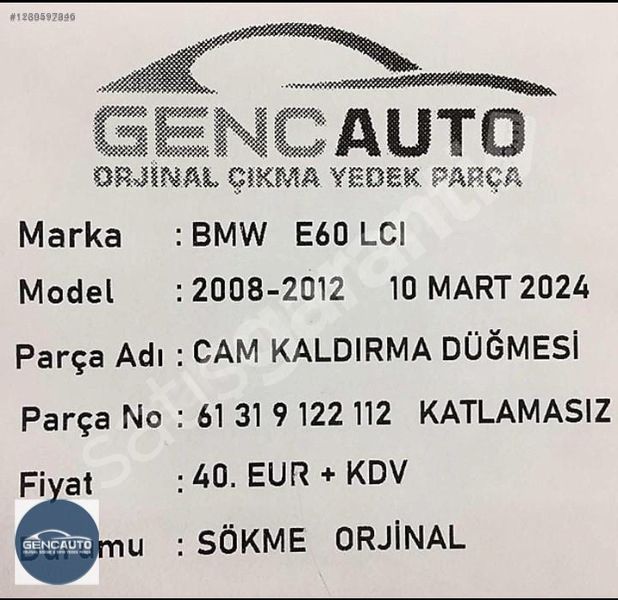 GENCAUTO
ORJİNAL ÇIKMA YEDEK PARÇA
Marka : BMW E60 LCI
Model : 2008-2012 10 MART 2024
Parça Adı : CAM KALDIRMA DÜĞMESİ
Parça No : 61 31 9 122 112 KATLAMASIZ
Fiyat : 40. EUR + KDV
GENCAUTO
: SÖKME ORJİNAL